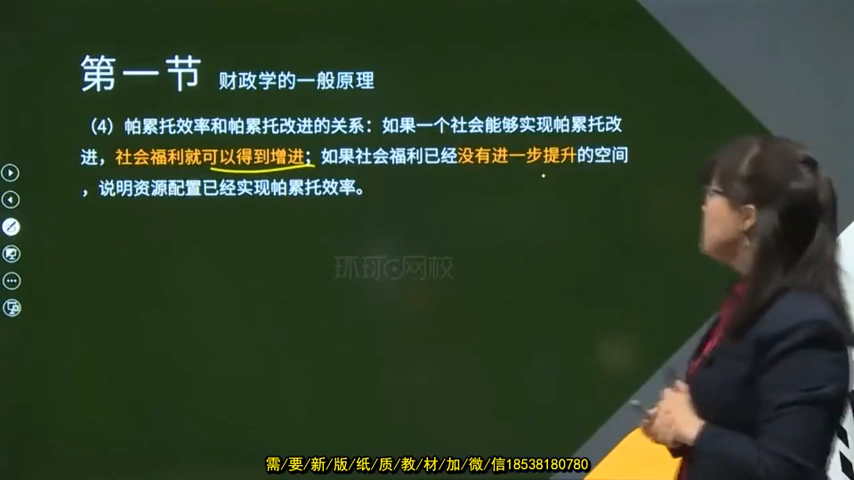 第一节 财政学的一般原理
（4）帕累托效率和帕累托改进的关系：如果一个社会能够实现帕累托改
进，社会福利就可以得到增进；如果社会福利已经没有进一步提升的空间
，说明资源配置已经实现帕累托效率。
环球网校
需/要/新/版/纸/质/教/材/加/微/信18538180780